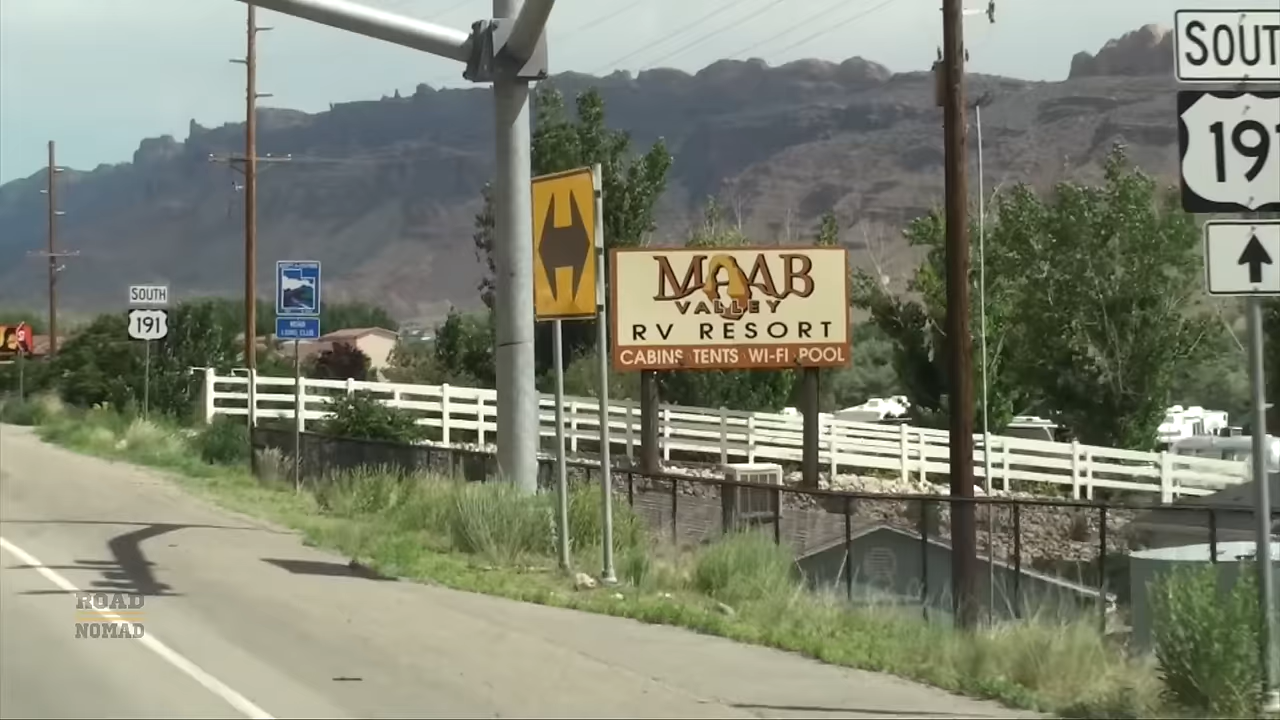 SOUTH
191
MOAB
VALLEY
RV RESORT
CABINS TENTS WI-FI POOL
SOUT
191
ROAD
NOMAD